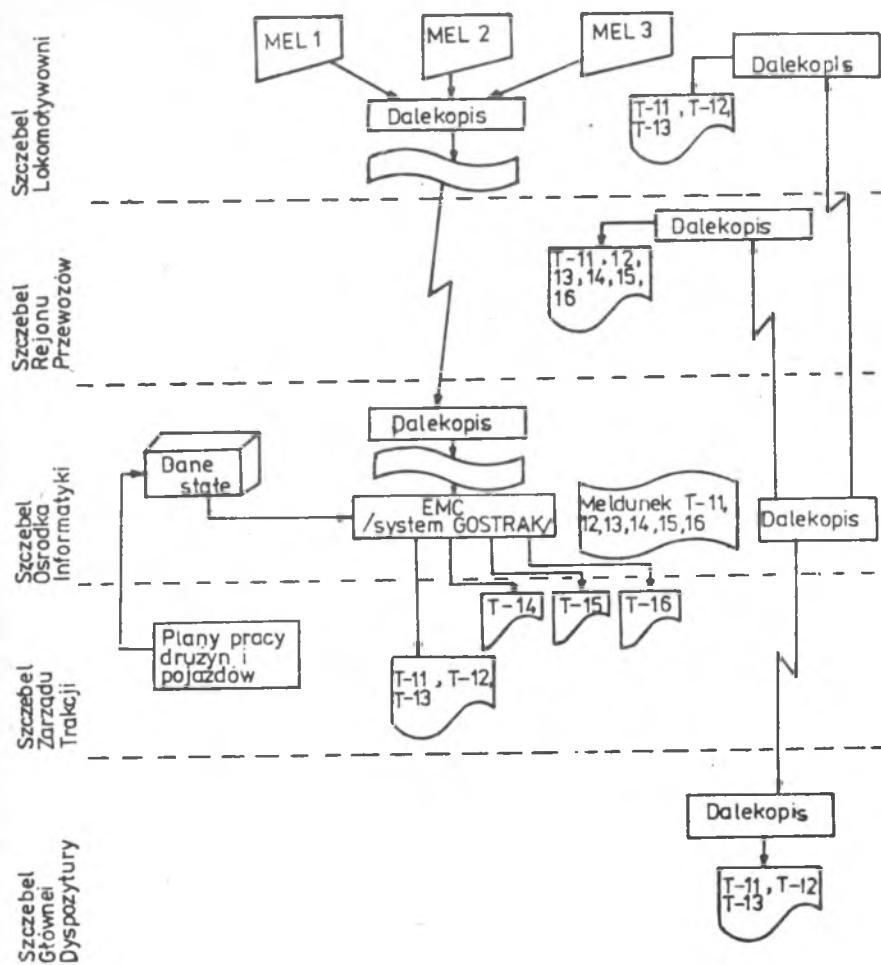 Szczebel
Lokomotywowni
MEL 1
MEL 2
MEL 3
Dalekopis
Dalekopis
T-11 , T-12,
T-13
Szczebel
Rejonu
Przewozów
Dalekopis
T-11 , 12,
13, 14, 15,
16
Szczebel
Ośrodka
Informatyki
Dalekopis
Dane
stałe
EMC
/system GOSTRAK/
Meldunek T-11,
12,13,14,15,16
Dalekopis
Szczebel
Zarządu
Trakcji
T-14
T-15
T-16
Plany pracy
drużyn i
pojazdów
T-11 , T-12,
T-13
Szczebel
Głównei
Dyspozytury
Dalekopis
T-11 , T-12
T-13